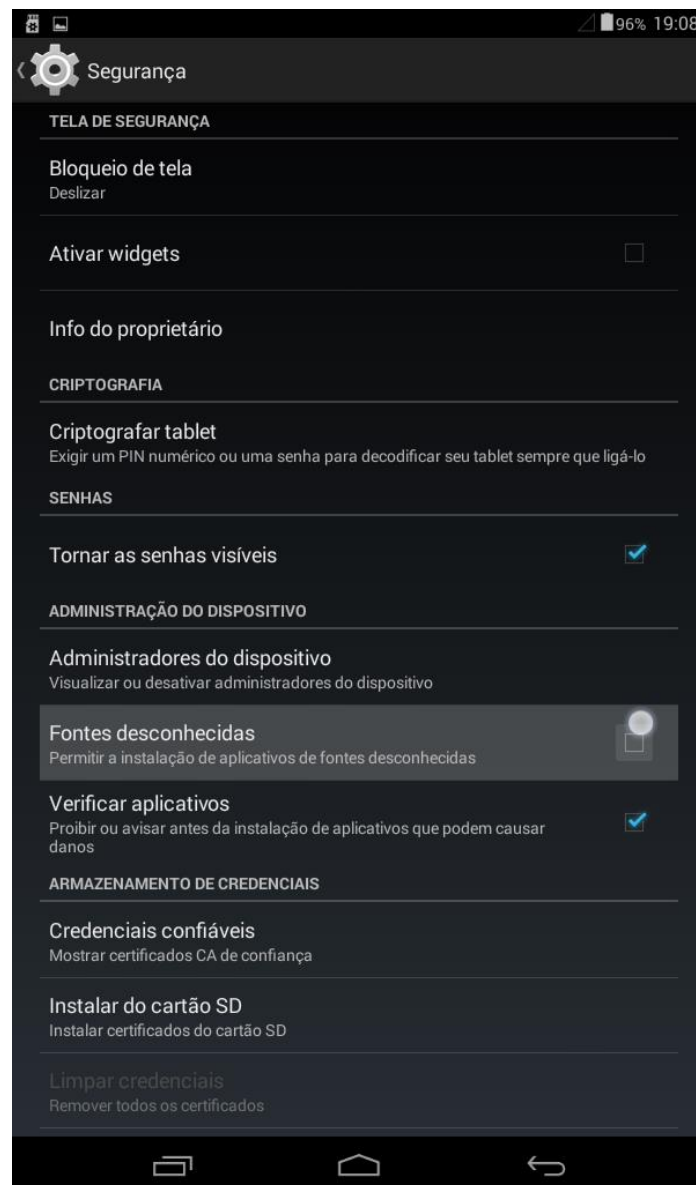 96% 19:08
Segurança
TELA DE SEGURANÇA
Bloqueio de tela
Deslizar
Ativar widgets
Info do proprietário
CRIPTOGRAFIA
Criptografar tablet
Exigir um PIN numérico ou uma senha para decodificar seu tablet sempre que ligá-lo
SENHAS
Tornar as senhas visíveis
ADMINISTRAÇÃO DO DISPOSITIVO
Administradores do dispositivo
Visualizar ou desativar administradores do dispositivo
Fontes desconhecidas
Permitir a instalação de aplicativos de fontes desconhecidas
Verificar aplicativos
Proibir ou avisar antes da instalação de aplicativos que podem causar
danos
ARMAZENAMENTO DE CREDENCIAIS
Credenciais confiáveis
Mostrar certificados CA de confiança
Instalar do cartão SD
Instalar certificados do cartão SD
Limpar credenciais
Remover todos os certificados